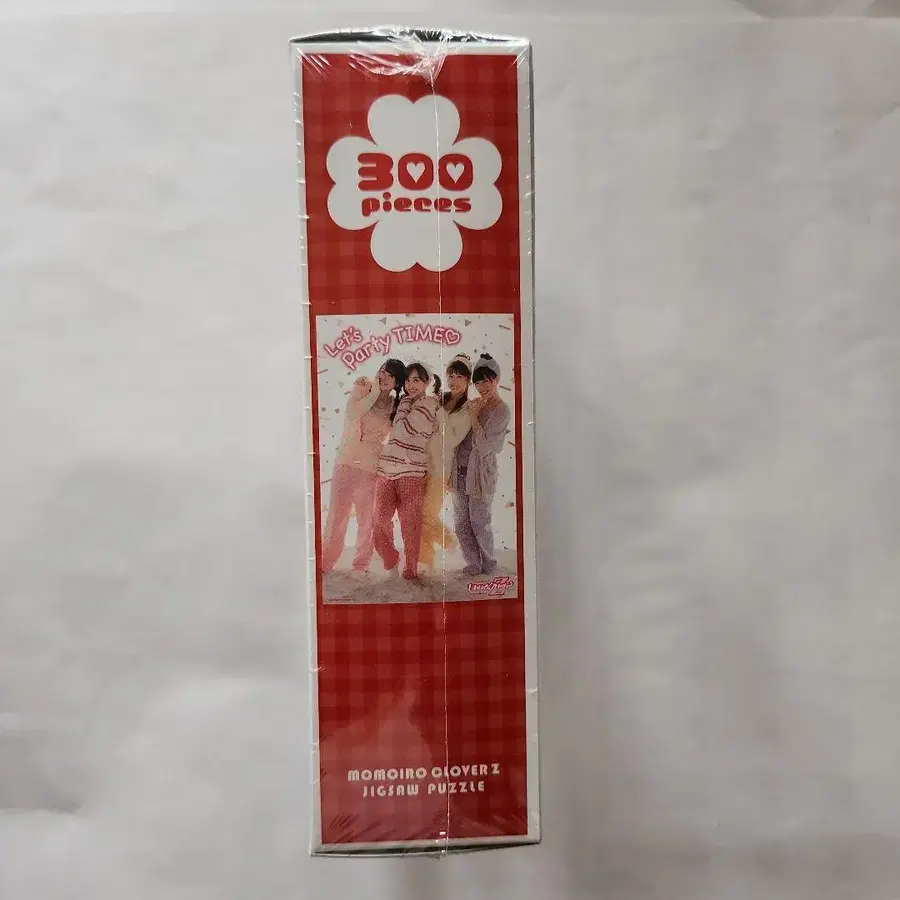 300
pieces
Let's
Party TIME♡
MOMOIRO CLOVER Z
JIGSAW PUZZLE